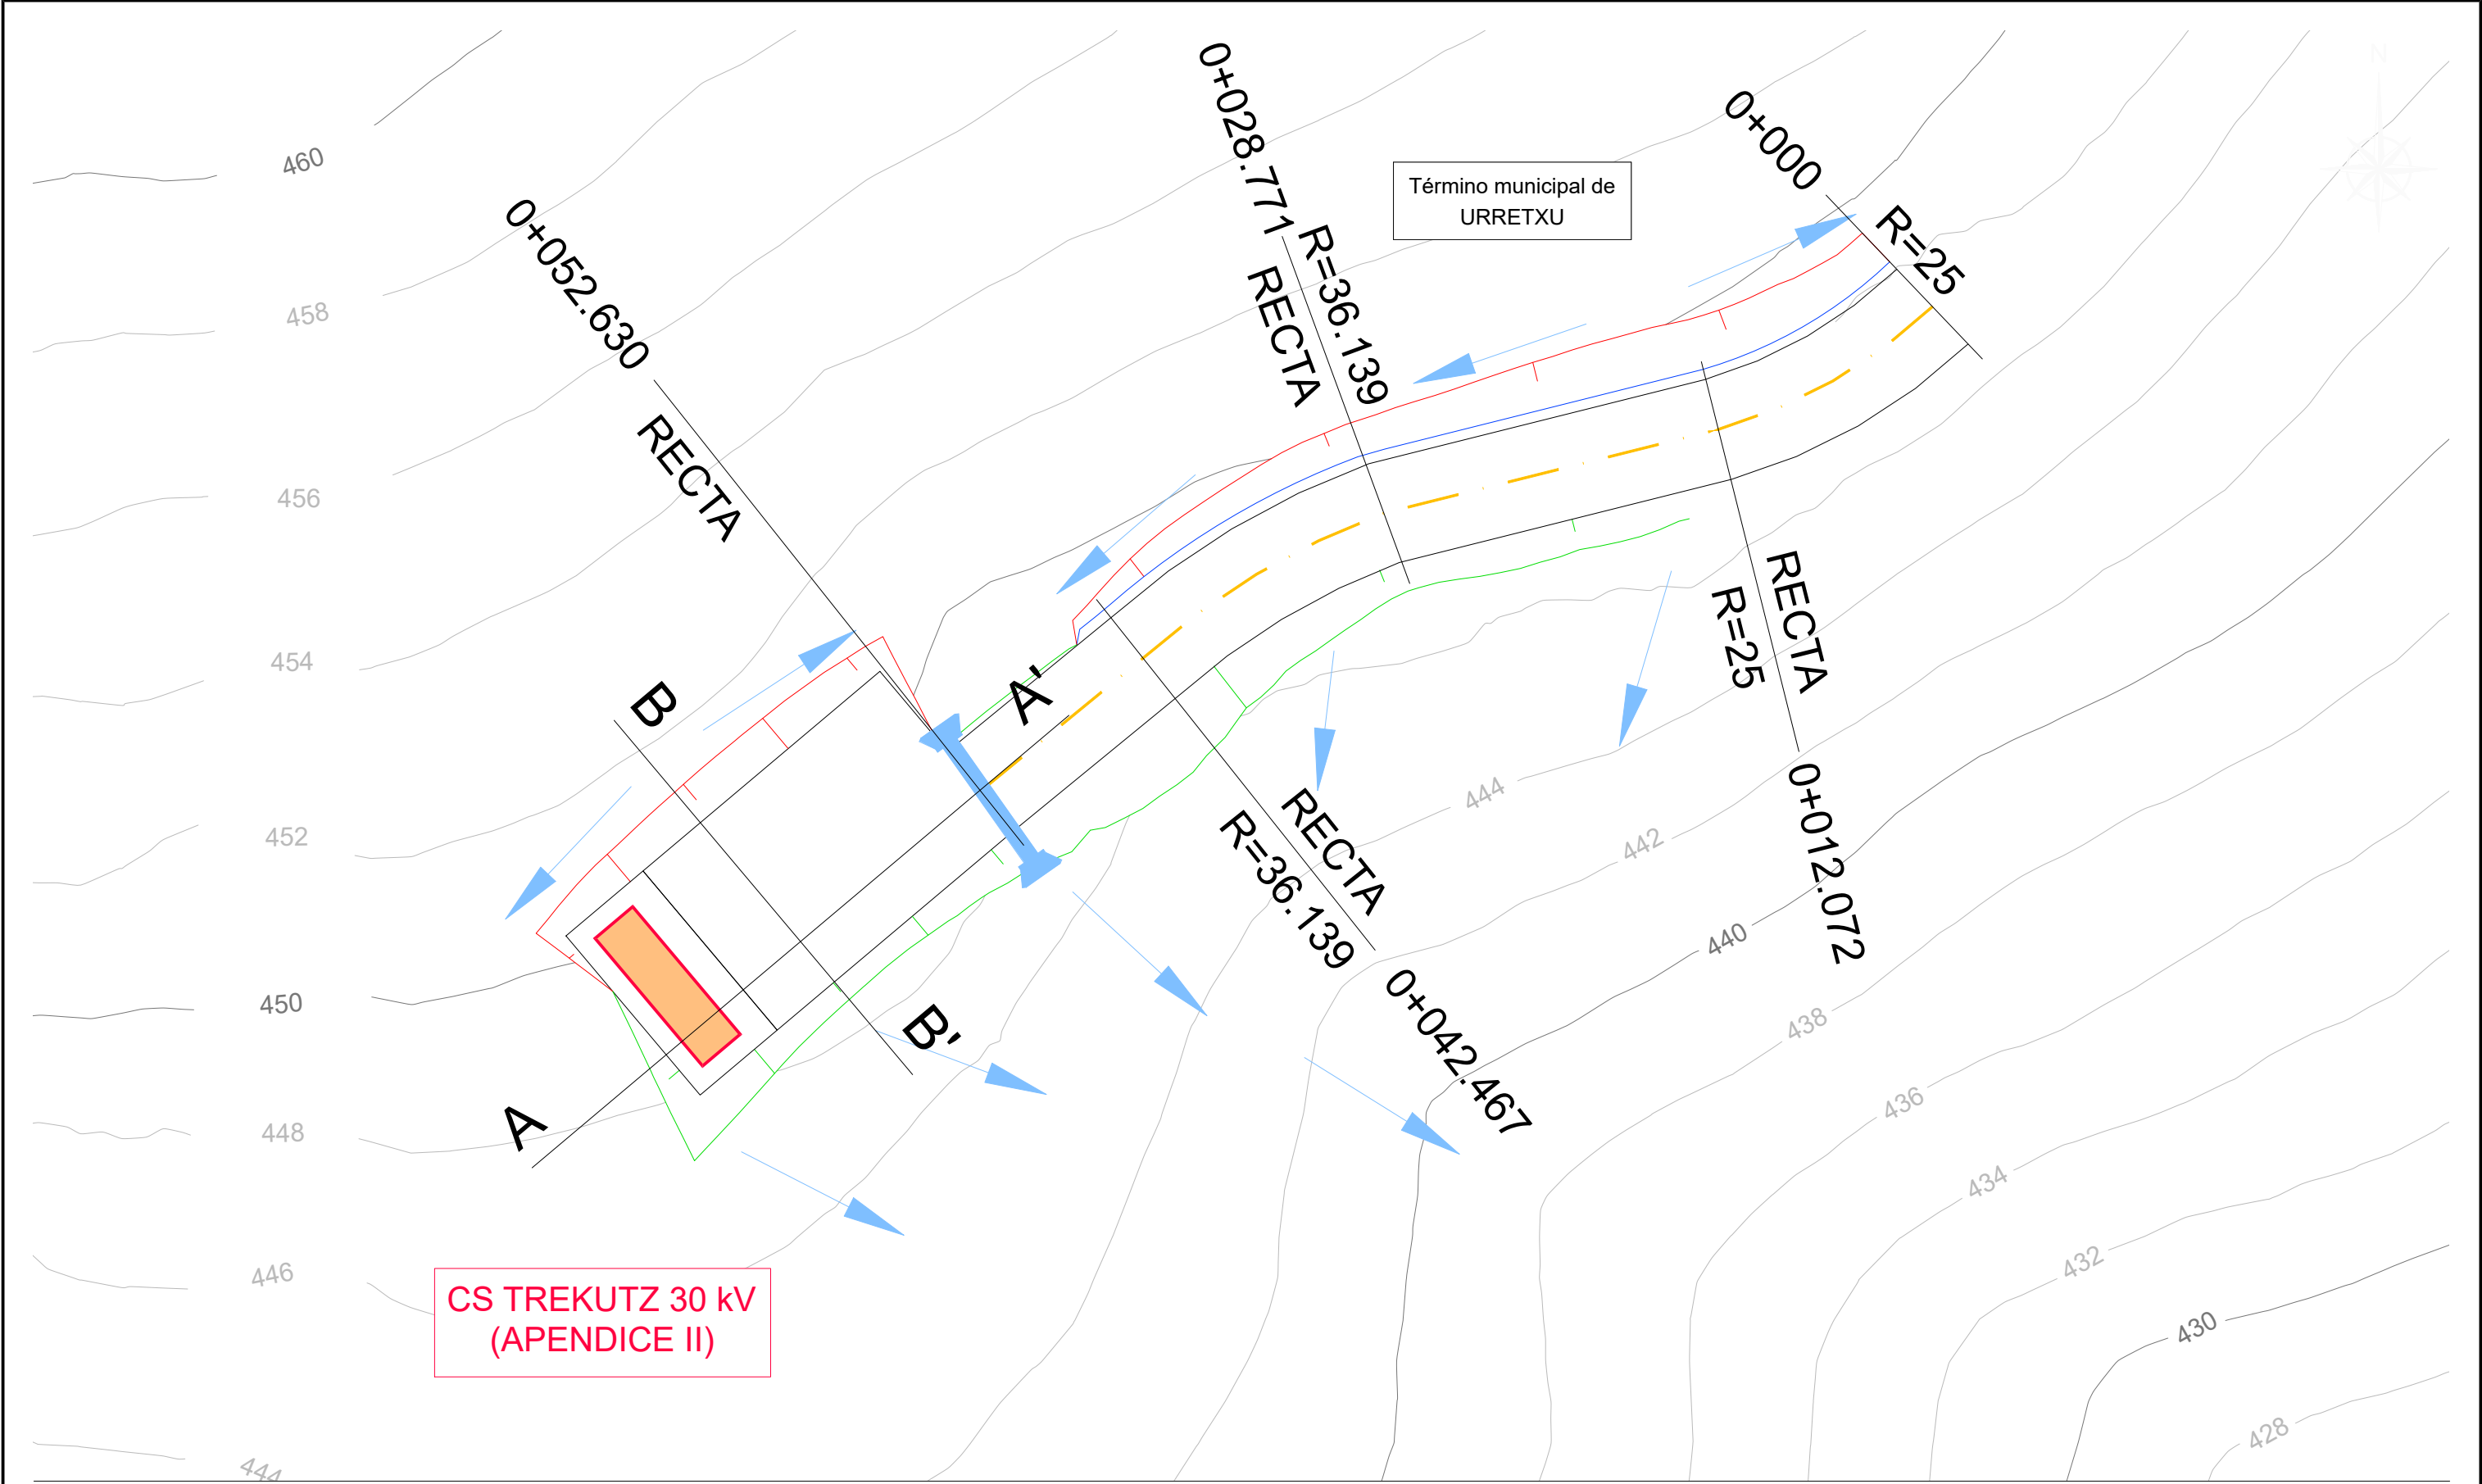 N
0+028.771
R=36.139
RECTA
0+000
R=25
Término municipal de
URRETXU
460
0+052.630
RECTA
458
456
RECTA
R=25
0+012.072
454
A'
B
444
442
452
RECTA
R=36.139
0+042.467
440
450
B'
438
448
A
436
434
446
432
CS TREKUTZ 30 kV
(APENDICE II)
430
428
444